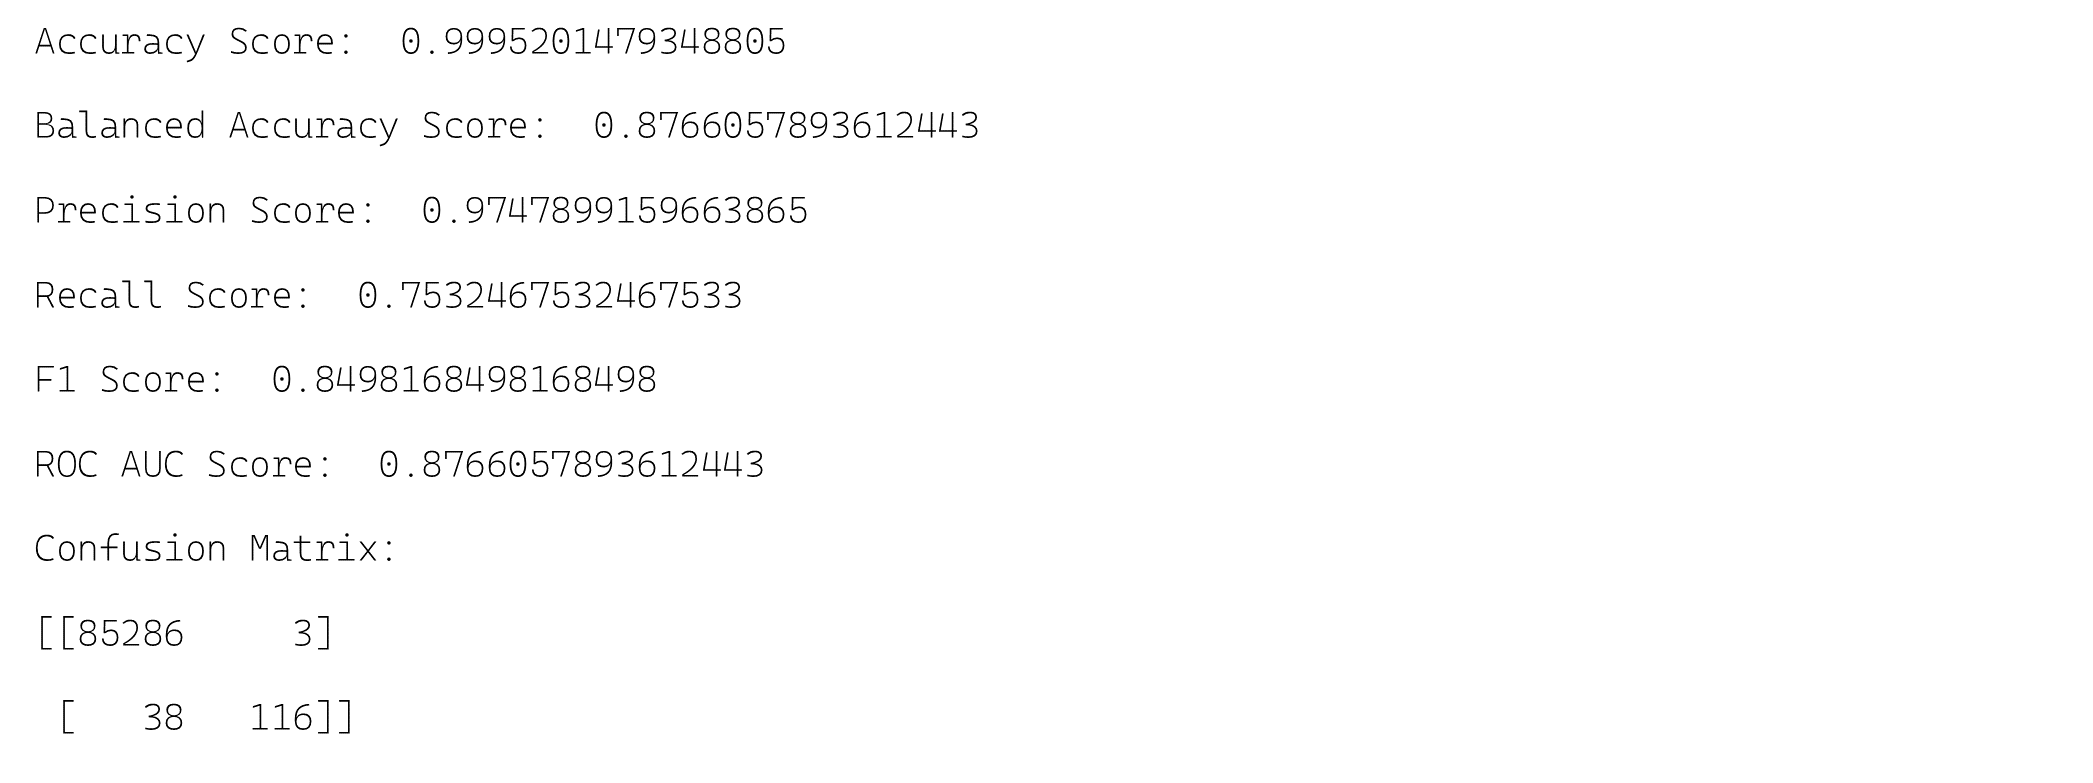 Accuracy Score:  0.9995201479348805
Balanced Accuracy Score:  0.8766057893612443
Precision Score:  0.9747899159663865
Recall Score:  0.7532467532467533
F1 Score:  0.8498168498168498
ROC AUC Score:  0.8766057893612443
Confusion Matrix:
[[85286     3]
 [   38   116]]